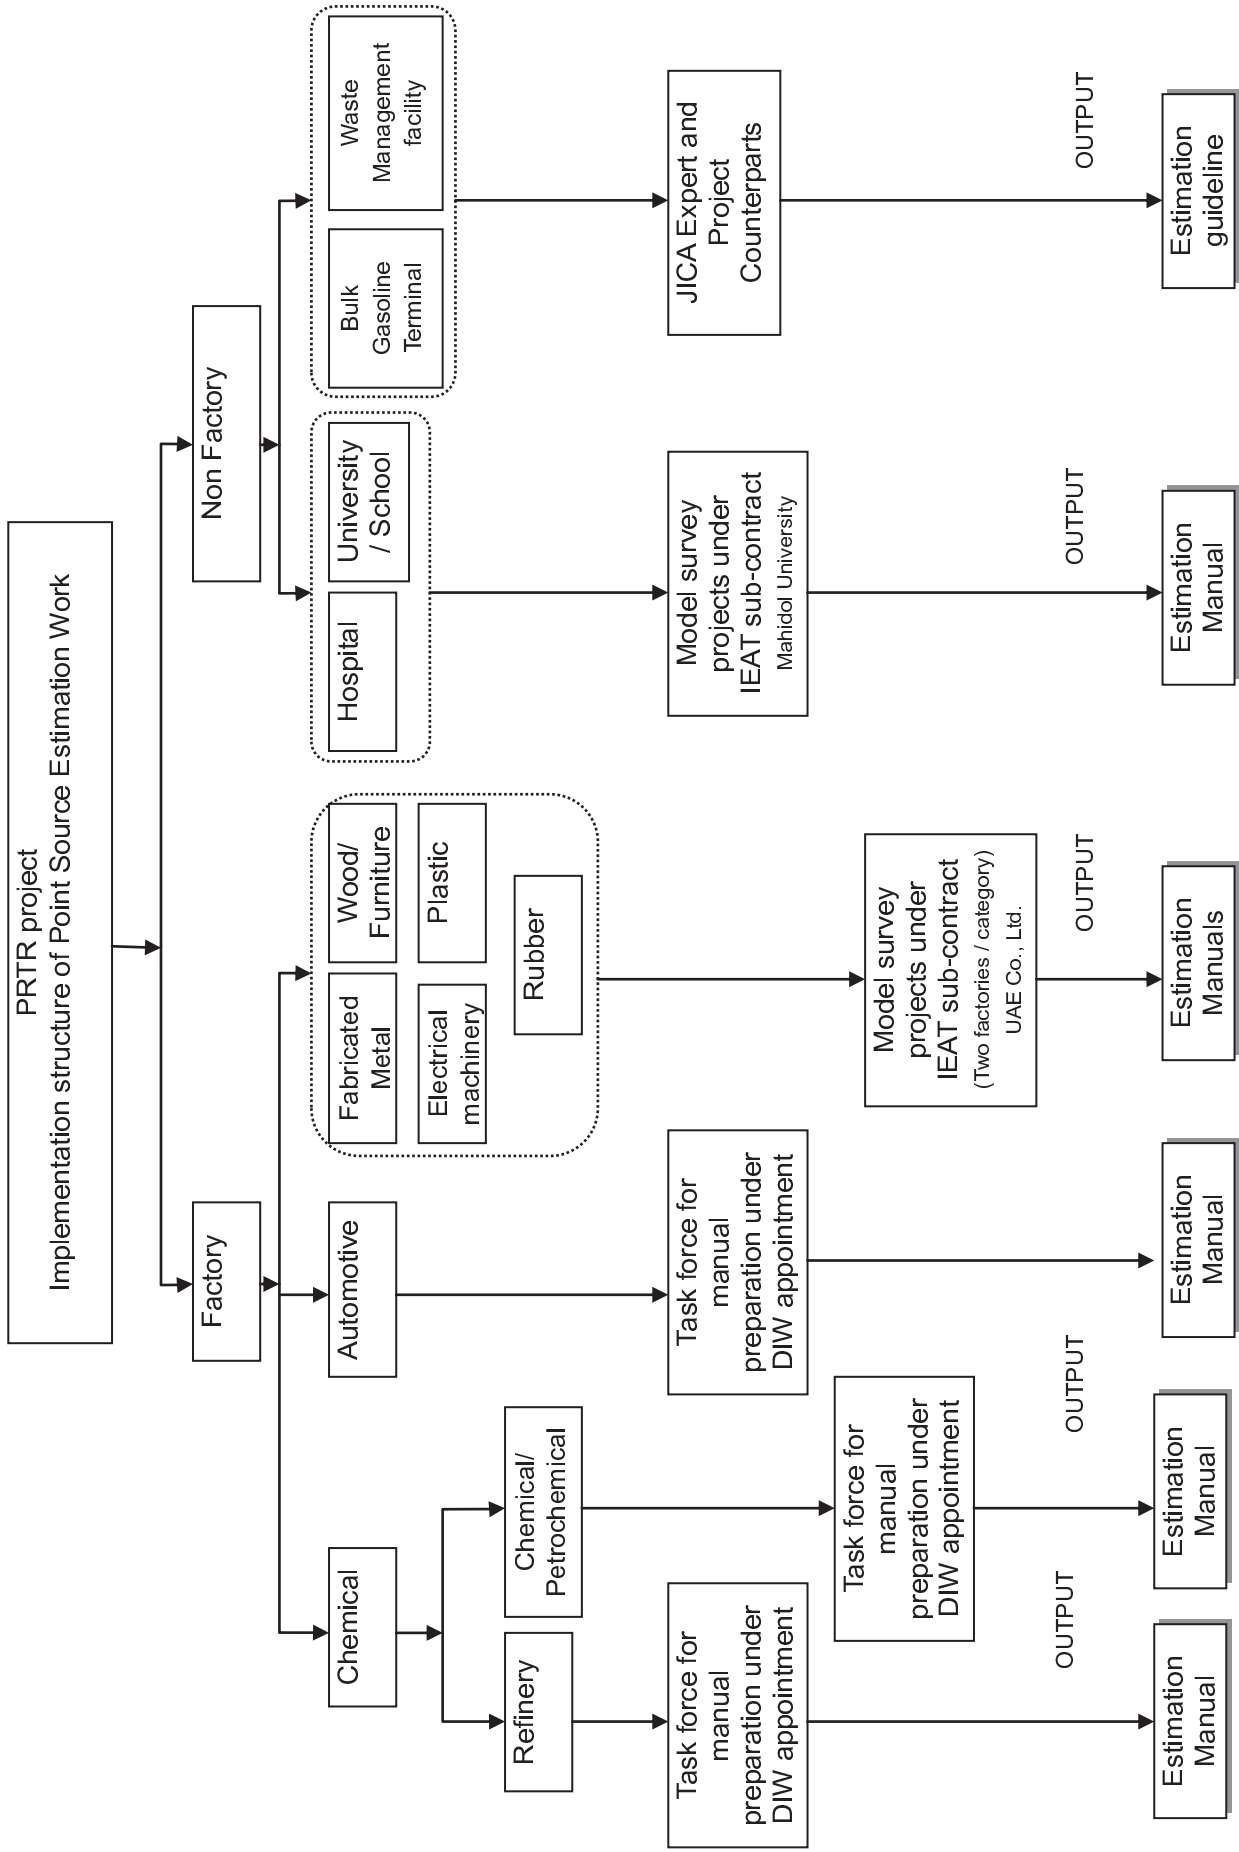 PRTR project
Implementation structure of Point Source Estimation Work
Factory
Non Factory
Chemical
Automotive
Fabricated
Metal
Wood/
Furniture
Electrical
machinery
Plastic
Rubber
Hospital
University
/ School
Bulk
Gasoline
Terminal
Waste
Management
facility
Refinery
Chemical/
Petrochemical
Task force for
manual
preparation under
DIW appointment
Task force for
manual
preparation under
DIW appointment
Task force for
manual
preparation under
DIW appointment
Model survey
projects under
IEAT sub-contract
(Two factories / category)
UAE Co., Ltd.
Model survey
projects under
IEAT sub-contract
Mahidol University
JICA Expert and
Project
Counterparts
OUTPUT
OUTPUT
OUTPUT
OUTPUT
OUTPUT
Estimation
Manual
Estimation
Manual
Estimation
Manual
Estimation
Manuals
Estimation
Manual
Estimation
guideline